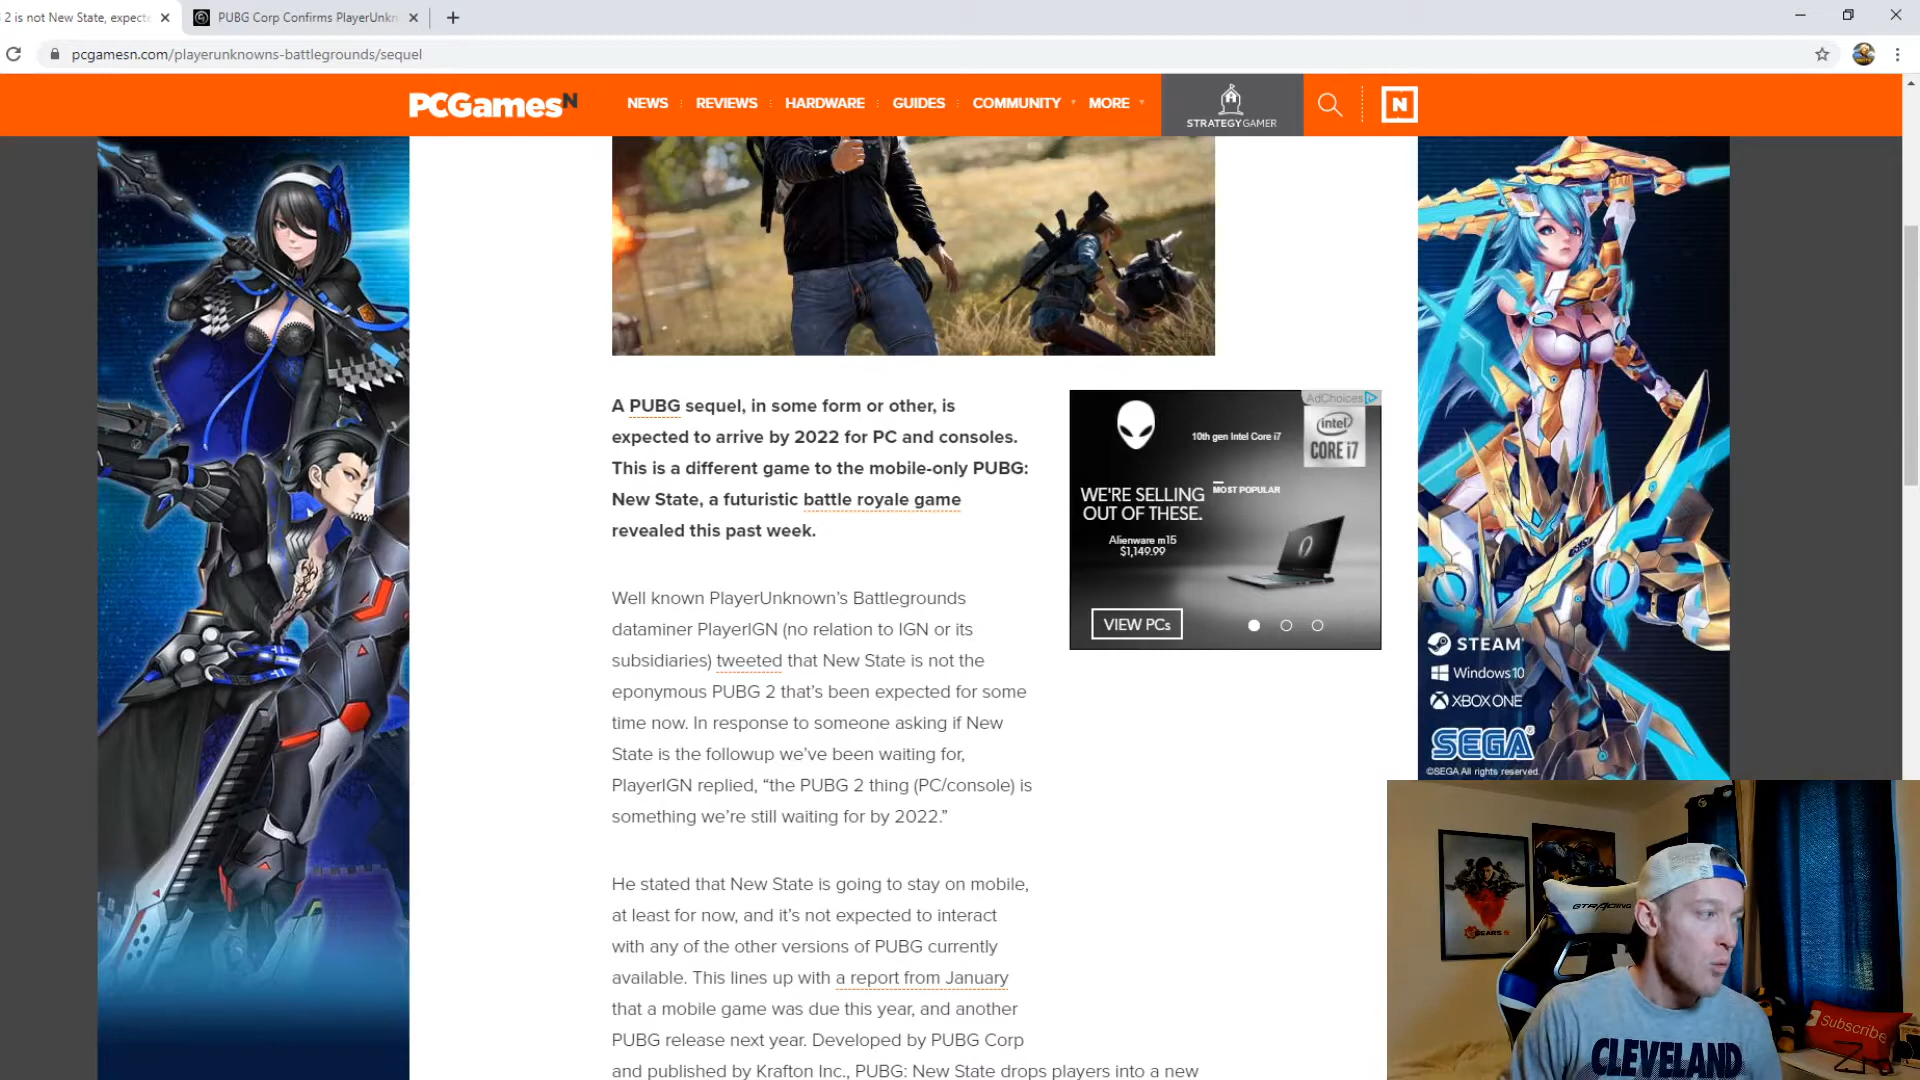 2 is not New State, expect
PUBG Corp Confirms PlayerUnkn
pcgamesn.com/playerunknowns-battlegrounds/sequel
PCGamesN
NEWS
REVIEWS
HARDWARE
GUIDES
COMMUNITY
MORE
STRATEGYGAMER
N
A PUBG sequel, in some form or other, is
expected to arrive by 2022 for PC and consoles.
This is a different game to the mobile-only PUBG:
New State, a futuristic battle royale game
revealed this past week.
Well known PlayerUnknown’s Battlegrounds
dataminer PlayerIGN (no relation to IGN or its
subsidiaries) tweeted that New State is not the
eponymous PUBG 2 that’s been expected for some
time now. In response to someone asking if New
State is the followup we’ve been waiting for,
PlayerIGN replied, “the PUBG 2 thing (PC/console) is
something we’re still waiting for by 2022.”
He stated that New State is going to stay on mobile,
at least for now, and it’s not expected to interact
with any of the other versions of PUBG currently
available. This lines up with a report from January
that a mobile game was due this year, and another
PUBG release next year. Developed by PUBG Corp
and published by Krafton Inc., PUBG: New State drops players into a new
AdChoices
10th gen Intel Core i7
intel
CORE i7
WE'RE SELLING
OUT OF THESE.
MOST POPULAR
Alienware m15
$1,149.99
VIEW PCs
STEAM
Windows10
XBOX ONE
SEGA
©SEGA All rights reserved.
GTRACING
GEARS 5
Subscribe
CLEVELAND